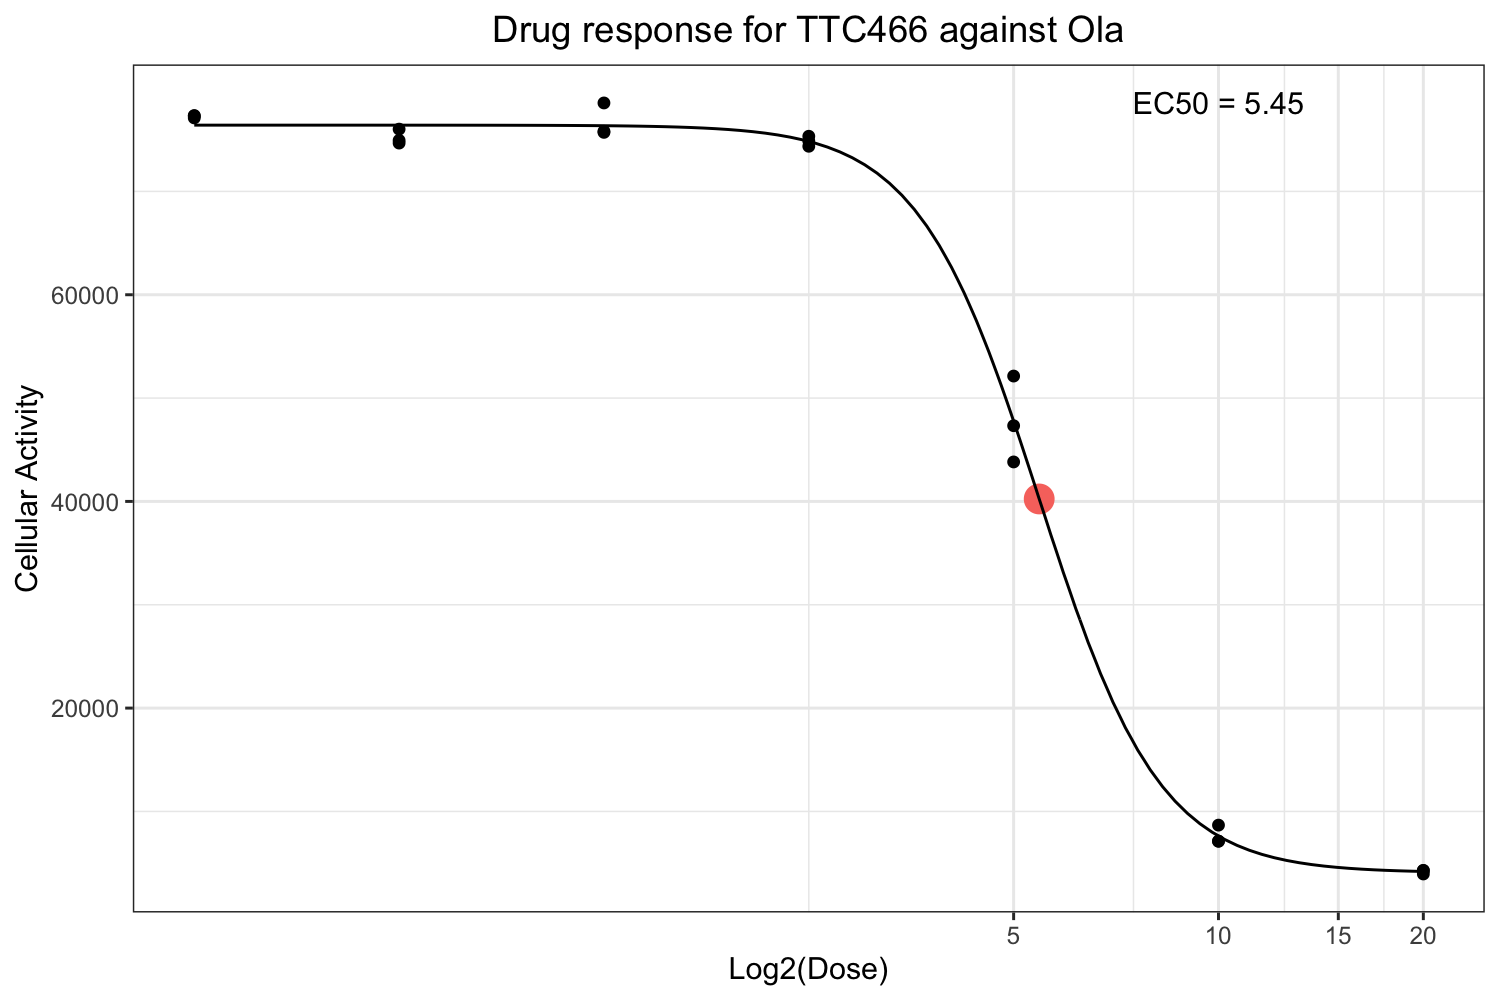 Drug response for TTC466 against Ola
EC50 = 5.45
Cellular Activity
60000
40000
20000
5 10 15 20
Log2(Dose)